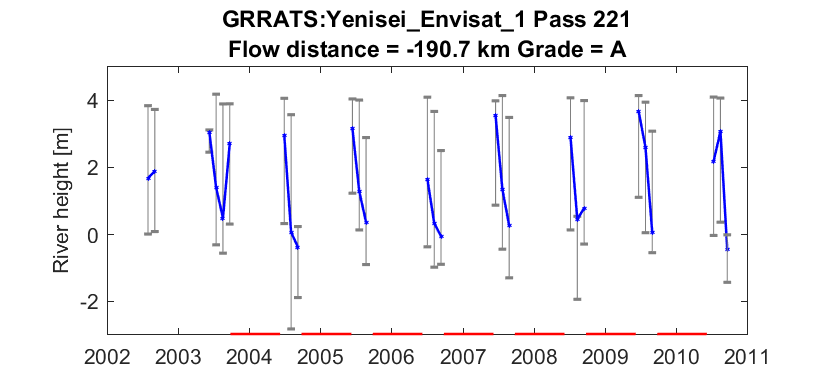 GRRATS:Yenisei_Envisat_1 Pass 221
Flow distance = -190.7 km Grade = A
River height [m]
4
2
0
-2
2002 2003 2004 2005 2006 2007 2008 2009 2010 2011